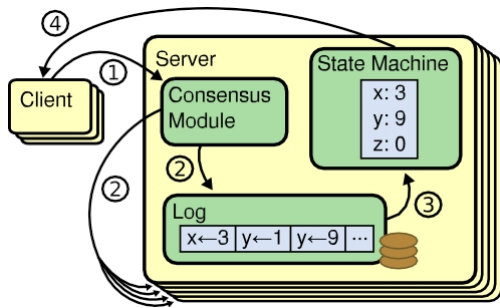 ④
①
Server
State Machine
x: 3
y: 9
z: 0
Client
Consensus
Module
②
②
③
Log
x←3 y←1 y←9 ...